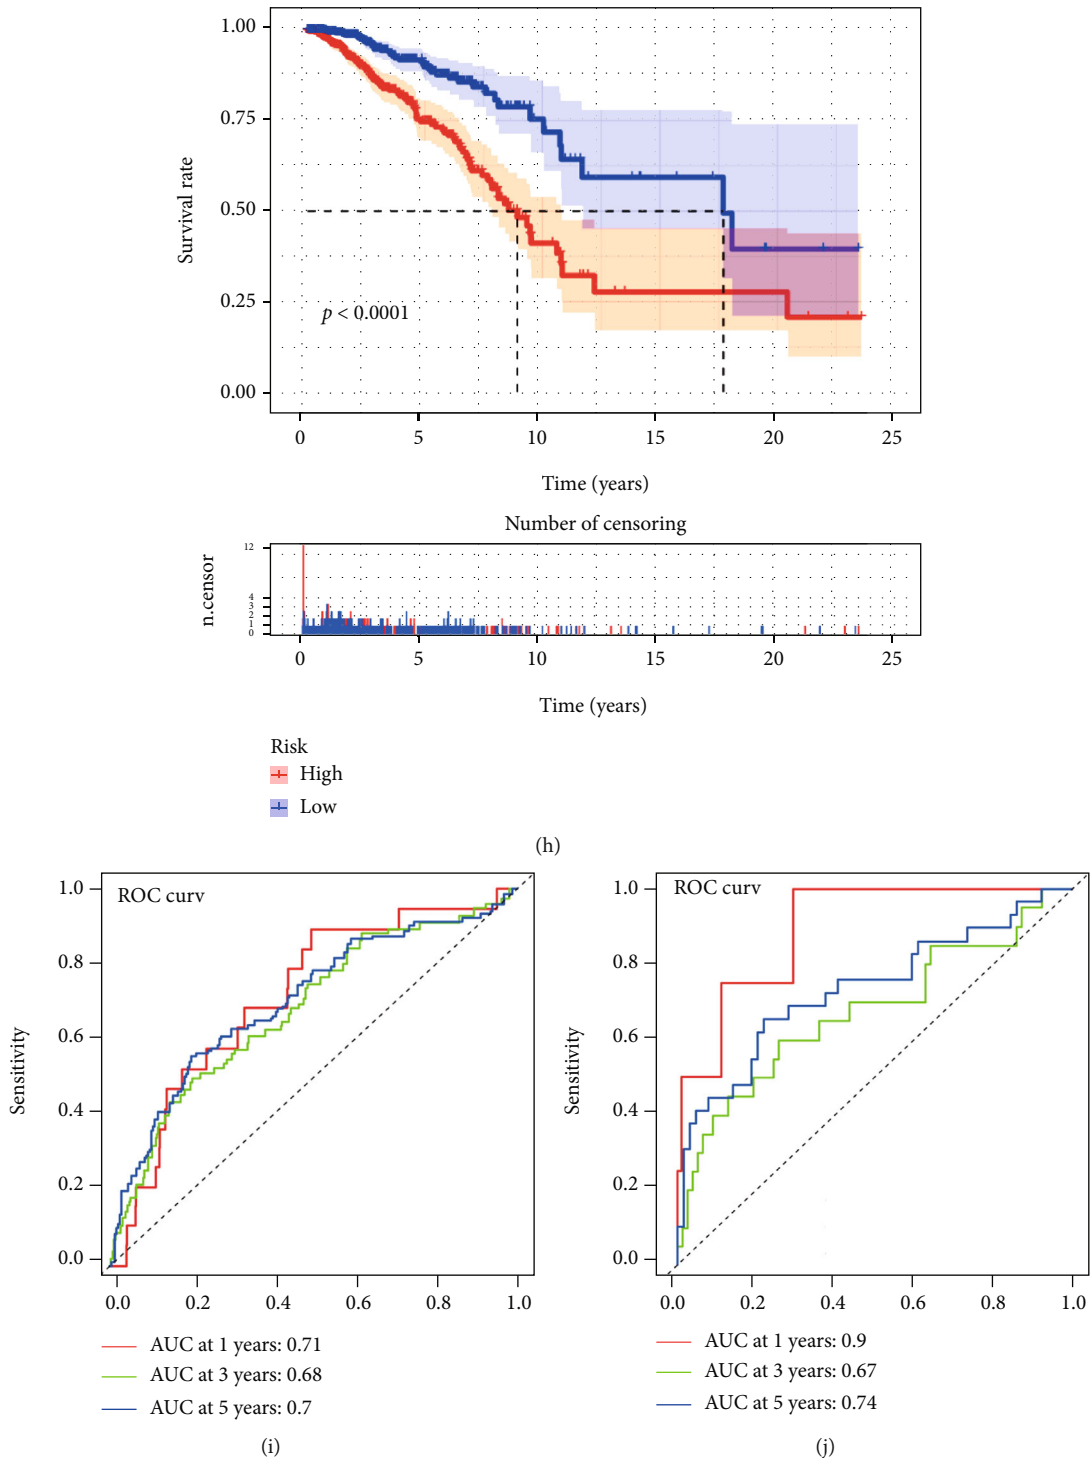 1.00
0.75
0.50
0.25
0.00
Survival rate
p < 0.0001
0 5 10 15 20 25
Time (years)
Number of censoring
12
4
3
2
1
0
n.censor
0 5 10 15 20 25
Time (years)
Risk
High
Low
(h)
ROC curv
1.0
0.8
0.6
0.4
0.2
0.0
Sensitivity
0.0 0.2 0.4 0.6 0.8 1.0
AUC at 1 years: 0.71
AUC at 3 years: 0.68
AUC at 5 years: 0.7
(i)
ROC curv
1.0
0.8
0.6
0.4
0.2
0.0
Sensitivity
0.0 0.2 0.4 0.6 0.8 1.0
AUC at 1 years: 0.9
AUC at 3 years: 0.67
AUC at 5 years: 0.74
(j)